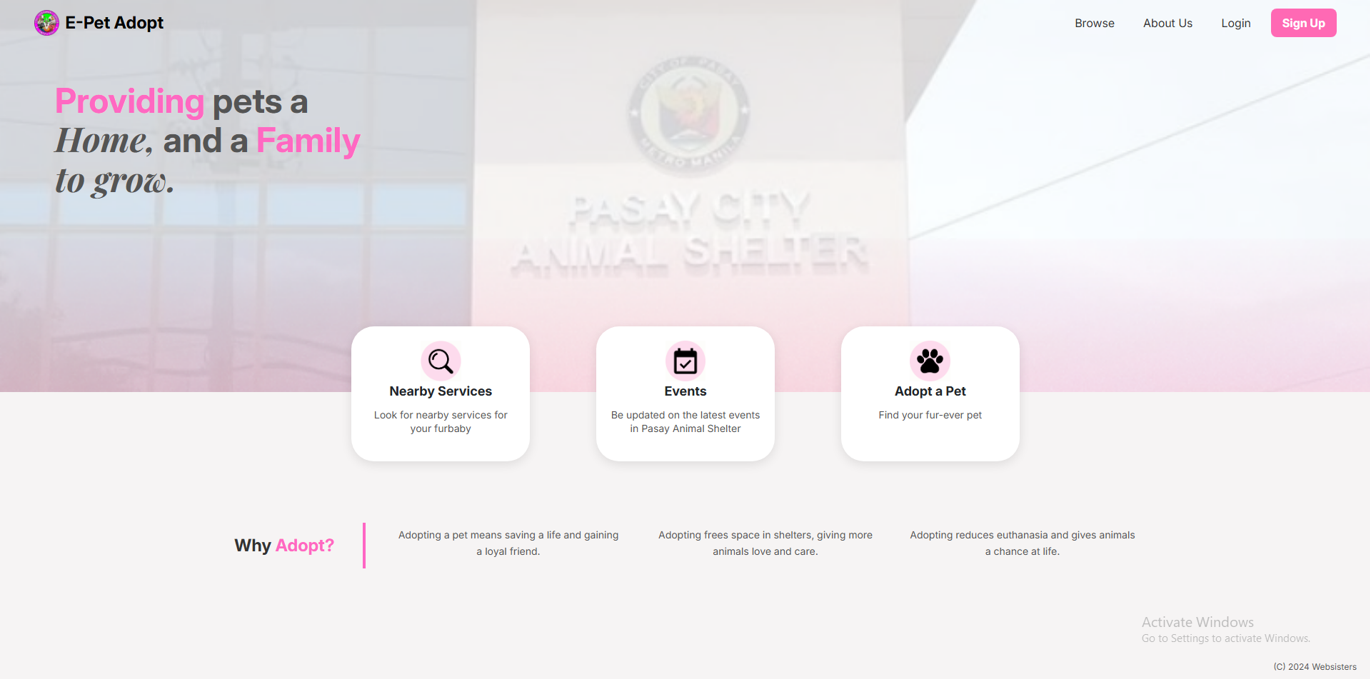 E-Pet Adopt
Browse
About Us
Login
Sign Up
Providing pets a
Home, and a Family
to grow.
CITY OF PASAY
METRO MANILA
PASAY CITY
ANIMAL SHELTER
Nearby Services
Look for nearby services for
your furbaby
Events
Be updated on the latest events
in Pasay Animal Shelter
Adopt a Pet
Find your fur-ever pet
Why Adopt?
Adopting a pet means saving a life and gaining
a loyal friend.
Adopting frees space in shelters, giving more
animals love and care.
Adopting reduces euthanasia and gives animals
a chance at life.
Activate Windows
Go to Settings to activate Windows.
(C) 2024 Websisters